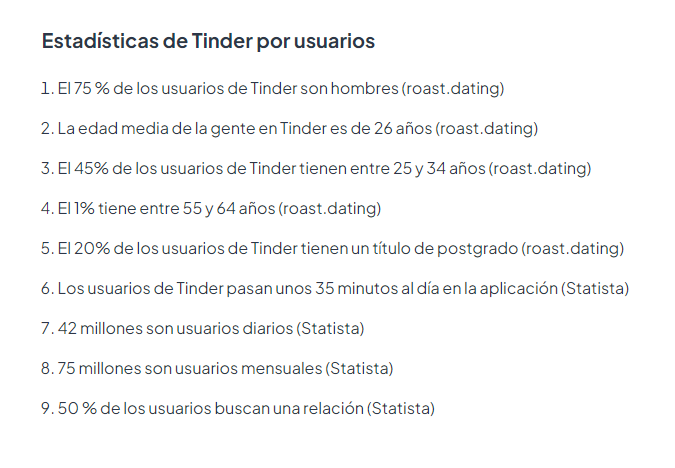 Estadísticas de Tinder por usuarios
1. El 75 % de los usuarios de Tinder son hombres (roast.dating)
2. La edad media de la gente en Tinder es de 26 años (roast.dating)
3. El 45% de los usuarios de Tinder tienen entre 25 y 34 años (roast.dating)
4. El 1% tiene entre 55 y 64 años (roast.dating)
5. El 20% de los usuarios de Tinder tienen un título de postgrado (roast.dating)
6. Los usuarios de Tinder pasan unos 35 minutos al día en la aplicación (Statista)
7. 42 millones son usuarios diarios (Statista)
8. 75 millones son usuarios mensuales (Statista)
9. 50 % de los usuarios buscan una relación (Statista)